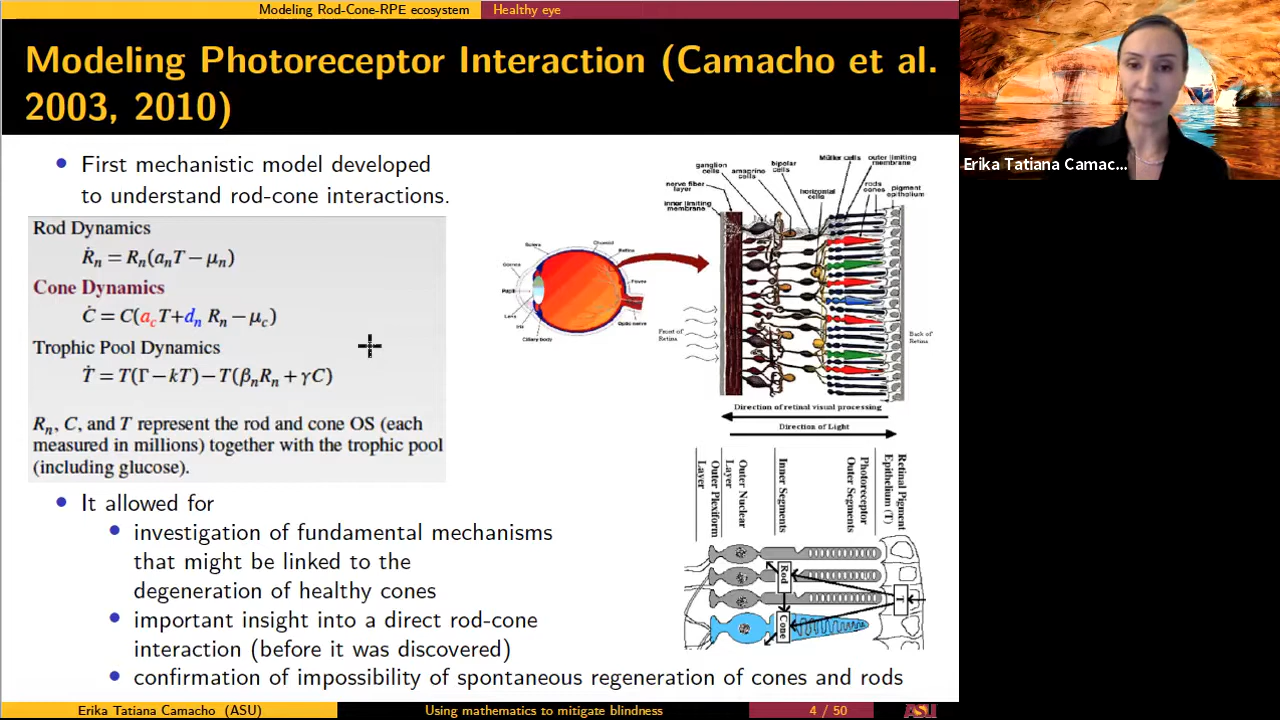 Modeling Rod-Cone-RPE ecosystem
Healthy eye
Modeling Photoreceptor Interaction (Camacho et al.
2003, 2010)
• First mechanistic model developed
to understand rod-cone interactions.
Rod Dynamics
Ṙₙ = Rₙ(aₙT − μₙ)
Cone Dynamics
Ċ = C(a_cT+dₙ Rₙ − μ_c)
Trophic Pool Dynamics
Ṫ = T(Γ − kT) − T(βₙRₙ + γC)
Rₙ, C, and T represent the rod and cone OS (each
measured in millions) together with the trophic pool
(including glucose).
• It allowed for
• investigation of fundamental mechanisms
that might be linked to the
degeneration of healthy cones
• important insight into a direct rod-cone
interaction (before it was discovered)
• confirmation of impossibility of spontaneous regeneration of cones and rods
Sclera
Choroid
Retina
Cornea
Fovea
Pupil
Lens
Iris
Optic nerve
Ciliary body
ganglion
cells
amacrine
cells
bipolar
cells
Müller cells
outer limiting
membrane
nerve fiber
layer
horizontal
cells
rods
cones
pigment
epithelium
inner limiting
membrane
Front of
Retina
Back of
Retina
Direction of retinal visual processing
Direction of Light
Outer Plexiform
Layer
Outer Nuclear
Layer
Inner Segments
Photoreceptor
Outer Segments
Retinal Pigment
Epithelium (T)
Rod
Cone
T
Erika Tatiana Camac...
Erika Tatiana Camacho (ASU)
Using mathematics to mitigate blindness
4 / 50
ASU